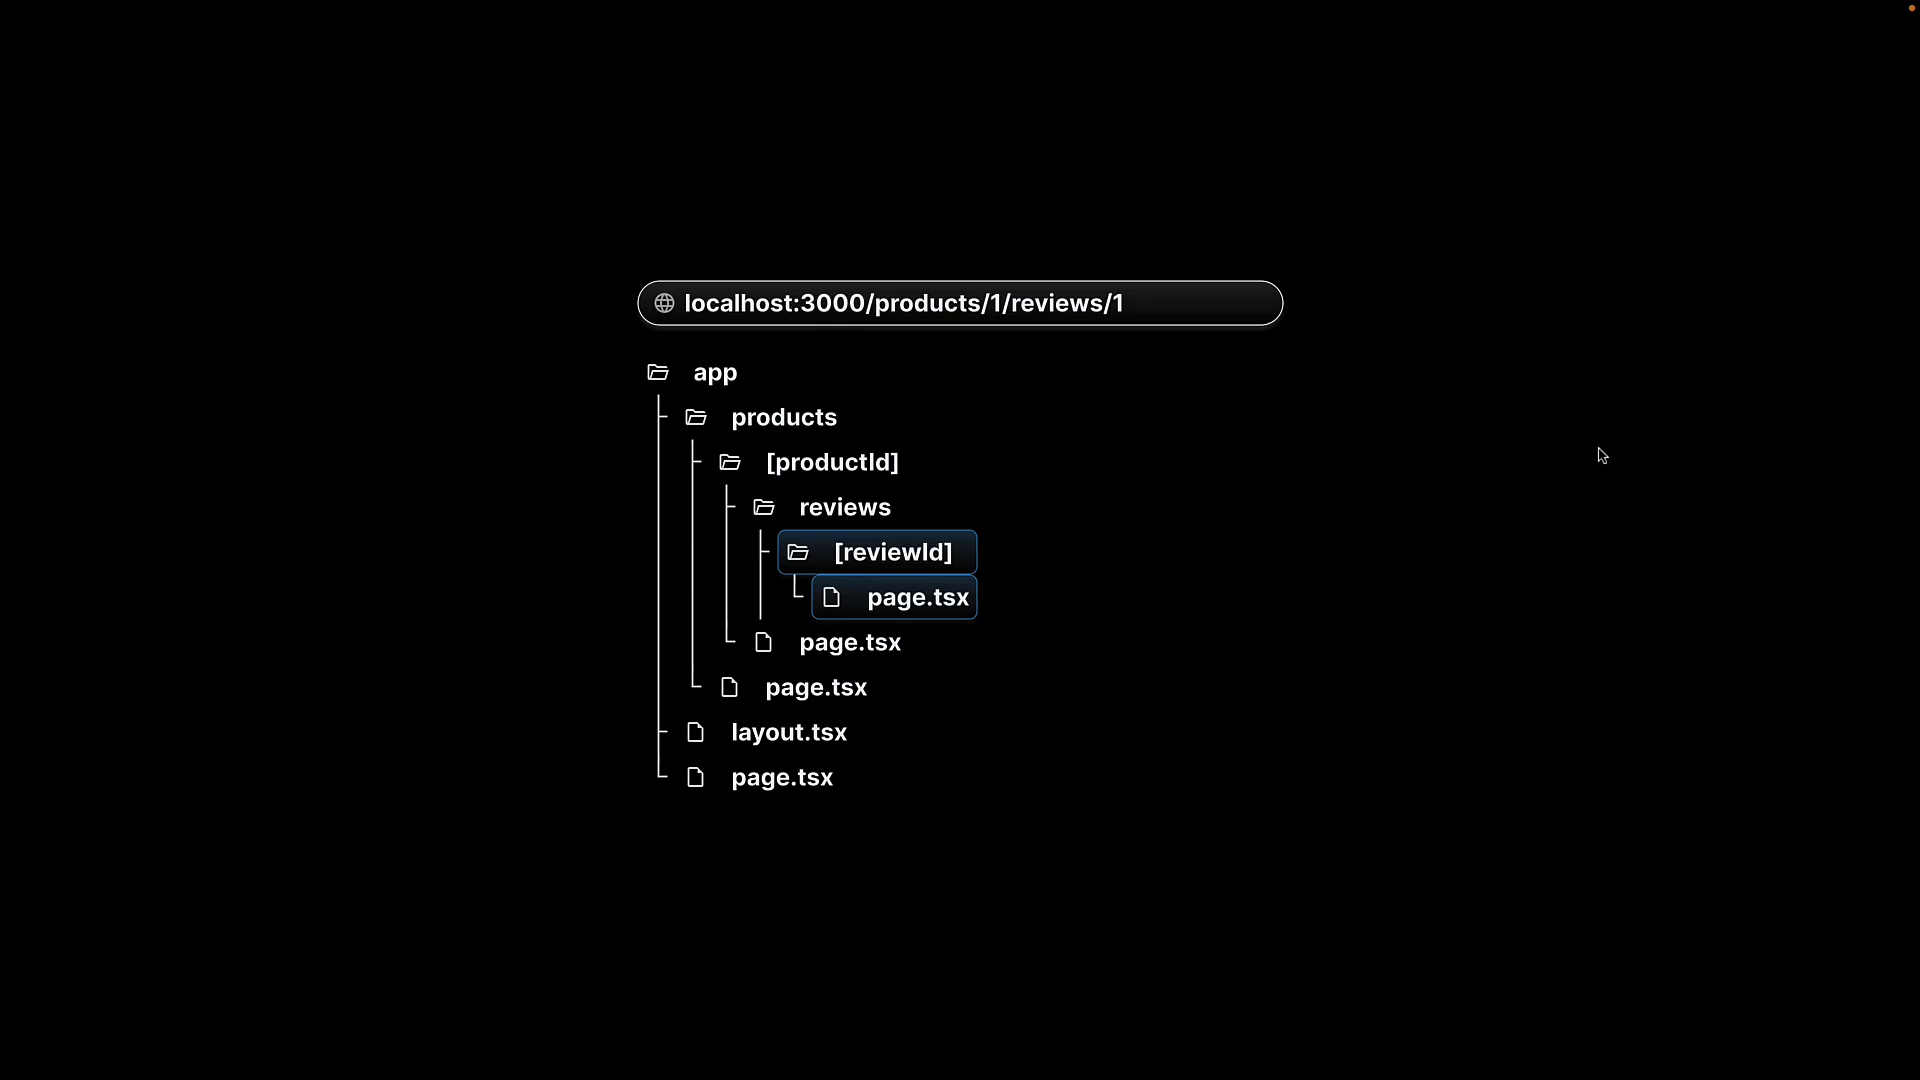 localhost:3000/products/1/reviews/1
app
products
[productId]
reviews
[reviewId]
page.tsx
page.tsx
page.tsx
layout.tsx
page.tsx